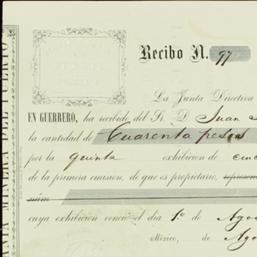 Recibo N. 97
La Junta Directiva
EN GUERRERO, ha recibido del S. D. Juan
la cantidad de Cuarenta pesos
por la quinta exhibicion de cinc
de la primera emision, de que es propietario,
núm
cuya exhibicion venció el dia 1º de Ago
México, de Ago